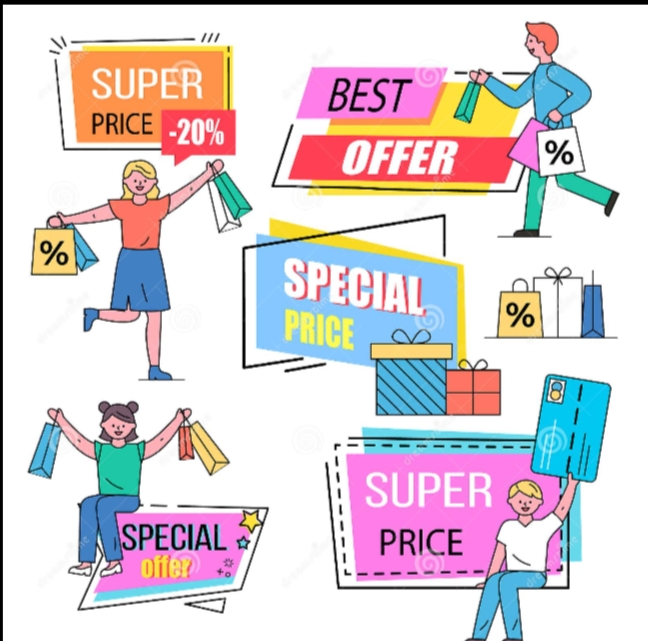 SUPER
PRICE
-20%
BEST
OFFER
%
%
SPECIAL
PRICE
%
SPECIAL
offer
SUPER
PRICE